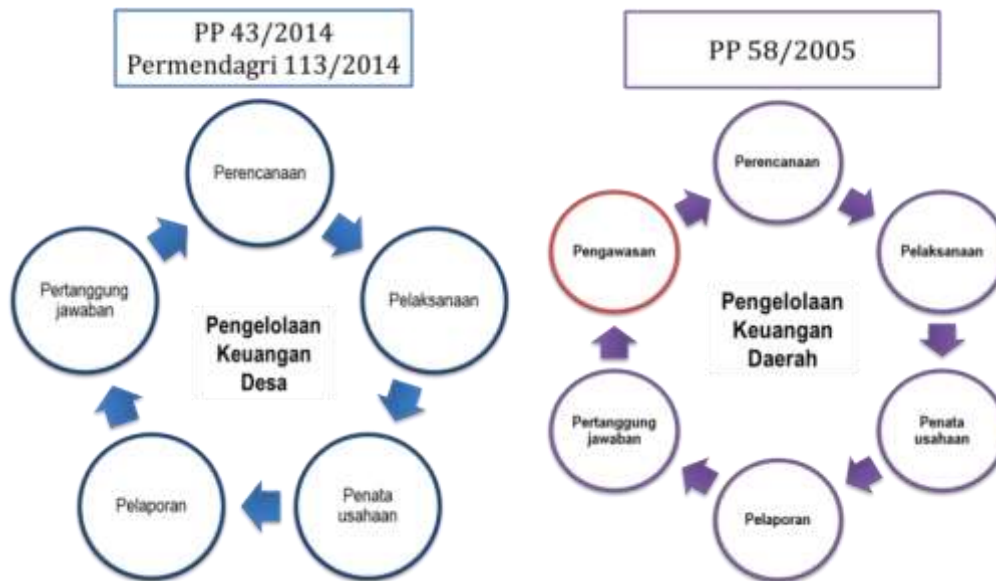 PP 43/2014
Permendagri 113/2014
Perencanaan
Pelaksanaan
Penata
usahaan
Pelaporan
Pertanggung
jawaban
Pengelolaan
Keuangan
Desa
PP 58/2005
Perencanaan
Pelaksanaan
Penata
usahaan
Pelaporan
Pertanggung
jawaban
Pengawasan
Pengelolaan
Keuangan
Daerah